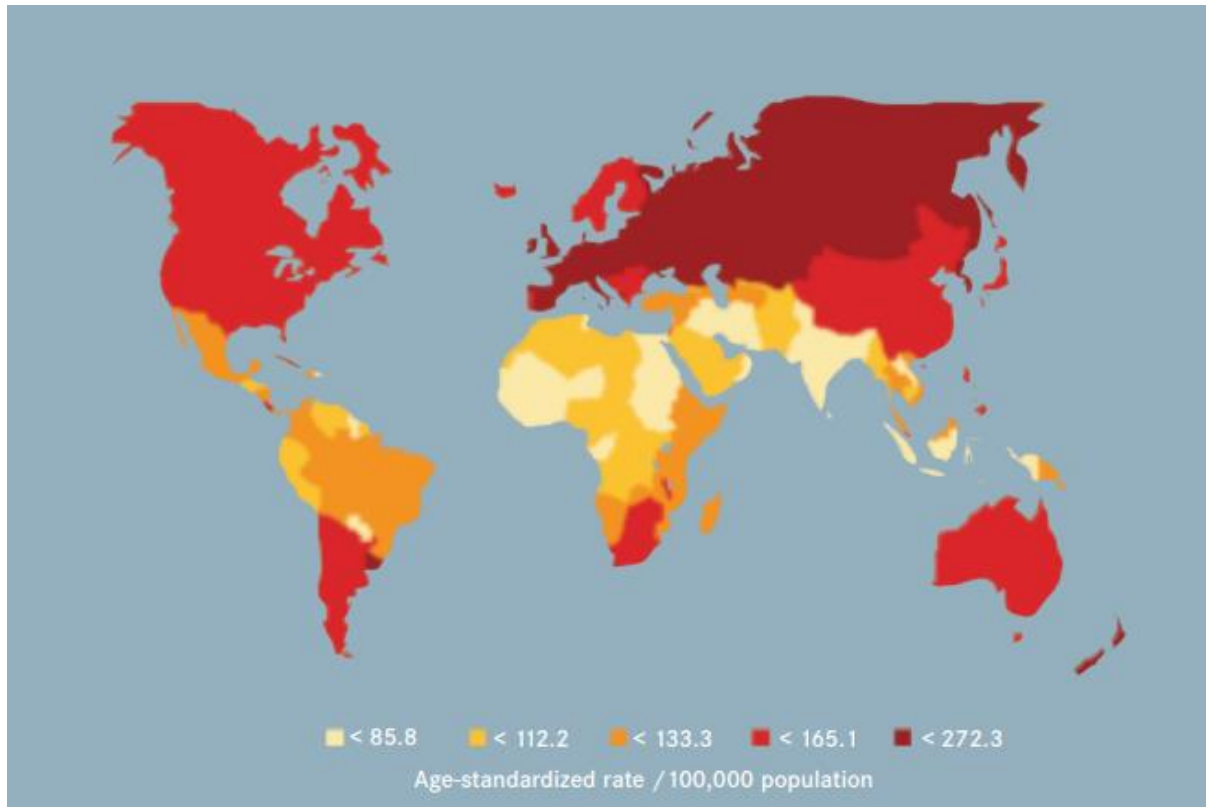 < 85.8 < 112.2 < 133.3 < 165.1 < 272.3
Age-standardized rate / 100,000 population